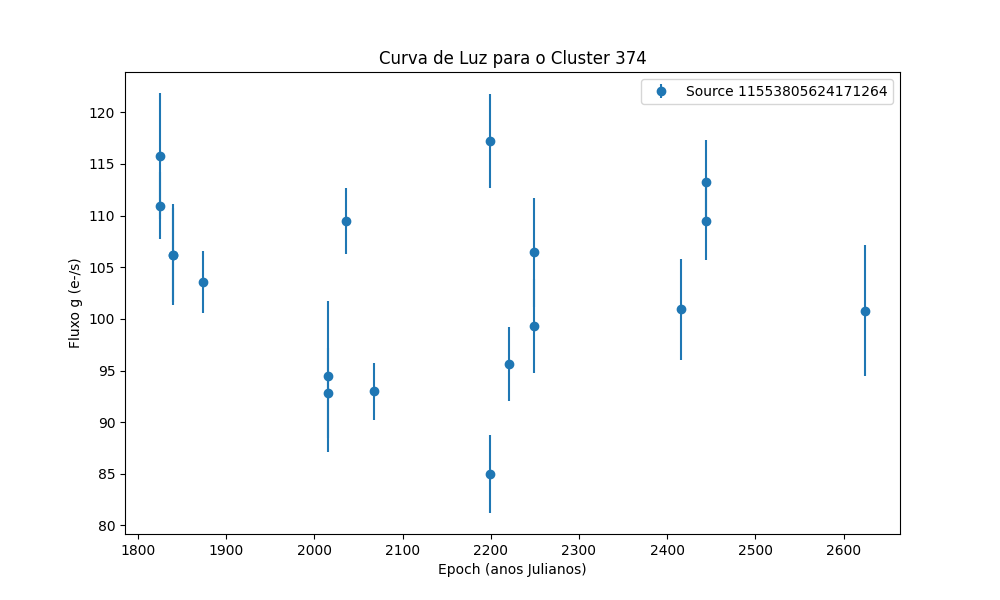 Curva de Luz para o Cluster 374
Source 11553805624171264
120
115
110
105
100
95
90
85
80
Fluxo g (e-/s)
1800 1900 2000 2100 2200 2300 2400 2500 2600
Epoch (anos Julianos)